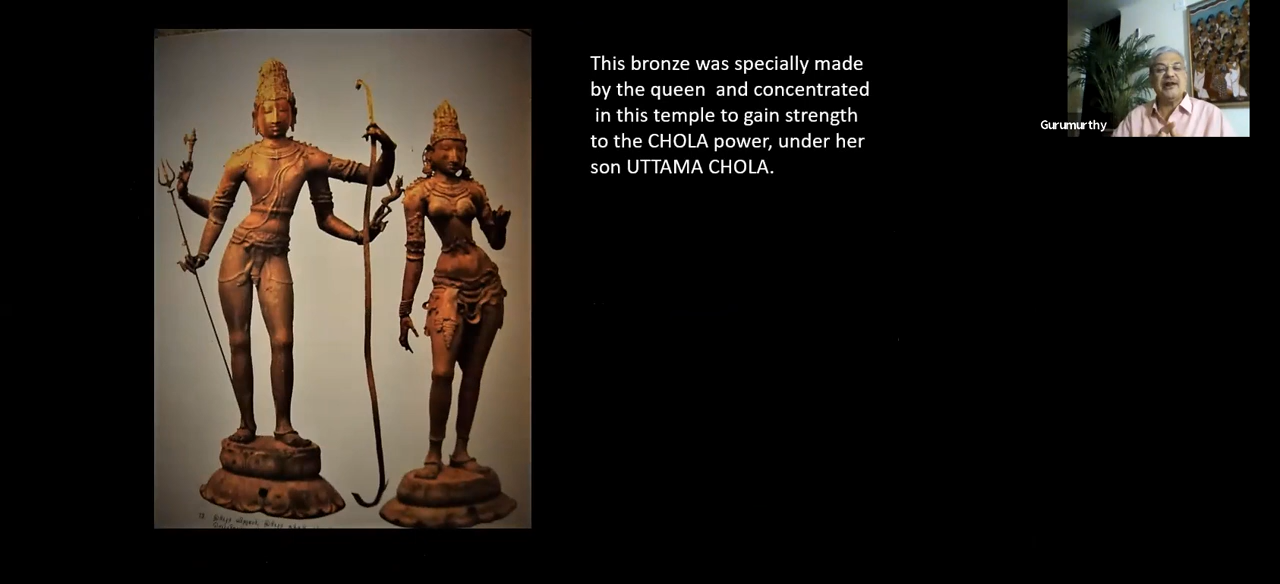 This bronze was specially made
by the queen and concentrated
in this temple to gain strength
to the CHOLA power, under her
son UTTAMA CHOLA.
Gurumurthy